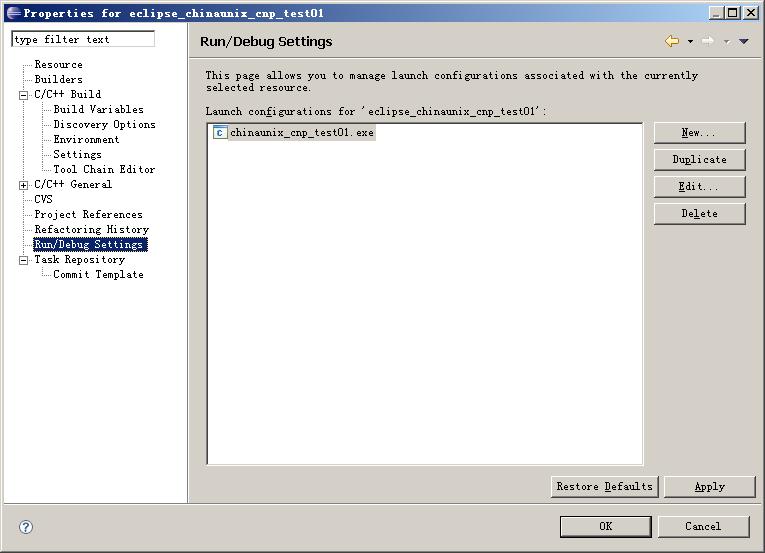 Properties for eclipse_chinaunix_cnp_test01
type filter text
Resource
Builders
C/C++ Build
Build Variables
Discovery Options
Environment
Settings
Tool Chain Editor
C/C++ General
CVS
Project References
Refactoring History
Run/Debug Settings
Task Repository
Commit Template
Run/Debug Settings
This page allows you to manage launch configurations associated with the currently
selected resource.
Launch configurations for 'eclipse_chinaunix_cnp_test01':
chinaunix_cnp_test01.exe
New...
Duplicate
Edit...
Delete
Restore Defaults
Apply
OK
Cancel